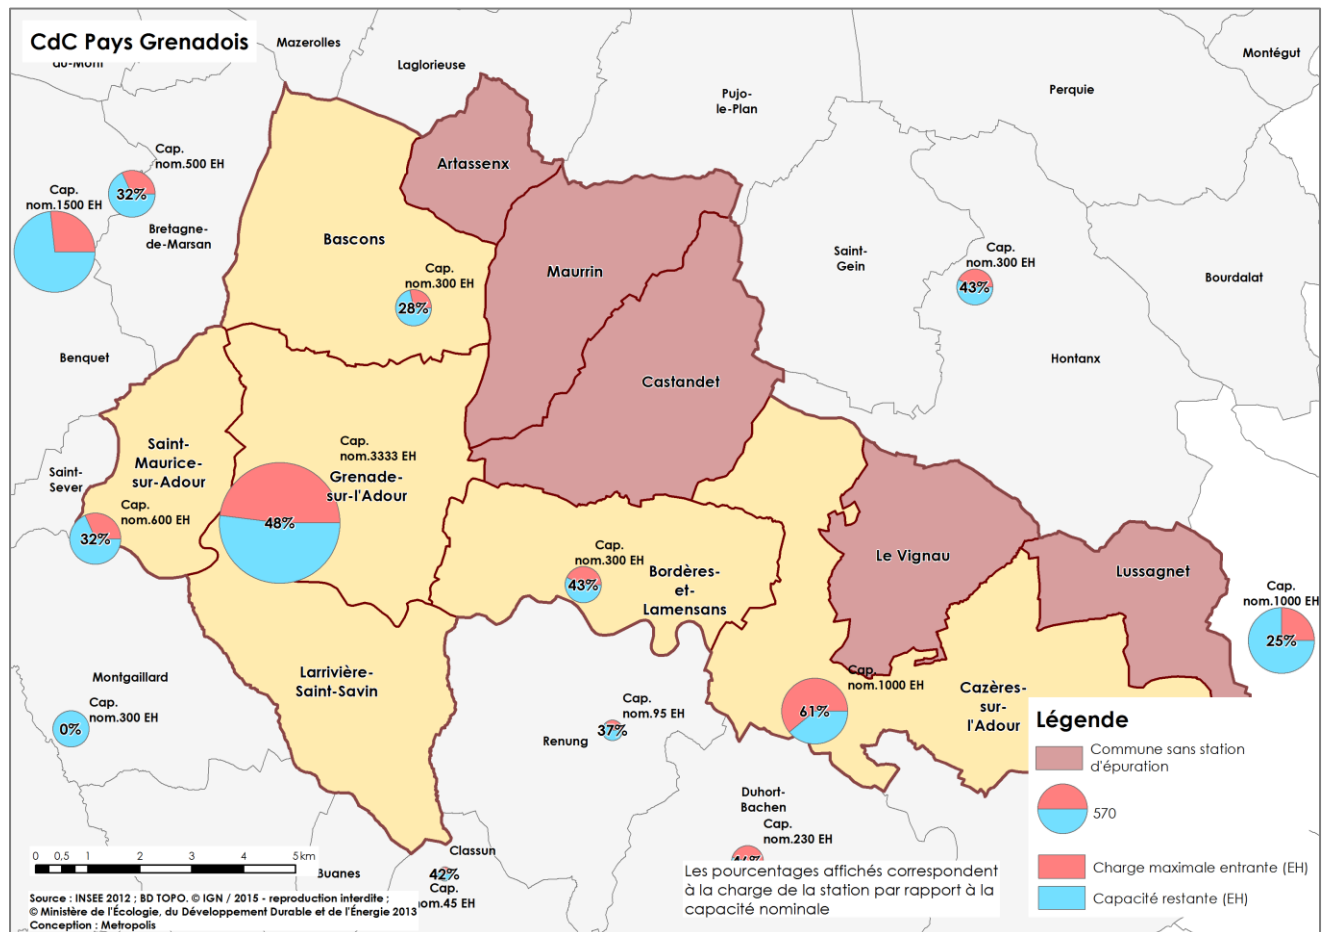 CdC Pays Grenadois
du-Mont
Mazerolles
Laglorieuse
Pujo-
le-Plan
Perquie
Montégut
Cap.
nom.500 EH
32%
Cap.
nom.1500 EH
Bretagne-
de-Marsan
Artassenx
Bascons
Maurrin
Saint-
Gein
Cap.
nom.300 EH
43%
Bourdalat
Cap.
nom.300 EH
28%
Benquet
Hontanx
Castandet
Saint-
Maurice-
sur-Adour
Saint-
Sever
Cap.
nom.600 EH
32%
Cap.
nom.3333 EH
Grenade-
sur-l'Adour
48%
Cap.
nom.300 EH
43%
Bordères-
et-
Lamensans
Le Vignau
Lussagnet
Cap.
nom.1000 EH
25%
Montgaillard
Cap.
nom.300 EH
0%
Larrivière-
Saint-Savin
Cap.
nom.95 EH
37%
Renung
Cap.
nom.1000 EH
61%
Cazères-
sur-
l'Adour
Duhort-
Bachen
Cap.
nom.230 EH
Classun
42%
Cap.
nom.45 EH
Buanes
0 0,5 1 2 3 4 5 km
Source : INSEE 2012 ; BD TOPO. © IGN / 2015 - reproduction interdite ;
© Ministère de l'Écologie, du Développement Durable et de l'Énergie 2013
Conception : Metropolis
Les pourcentages affichés correspondent
à la charge de la station par rapport à la
capacité nominale
Légende
Commune sans station
d'épuration
570
Charge maximale entrante (EH)
Capacité restante (EH)